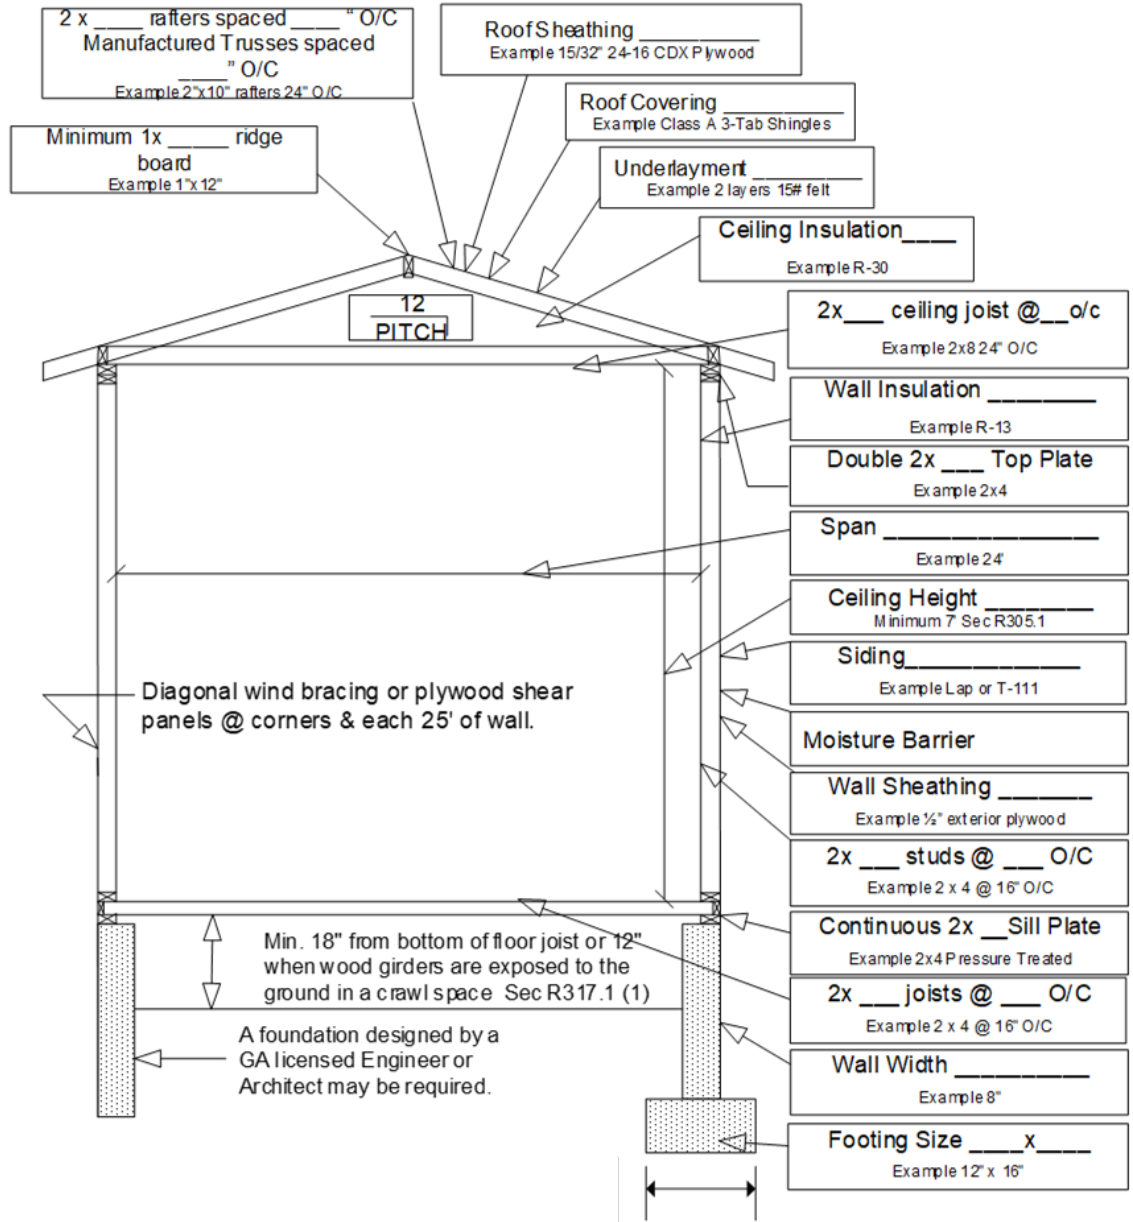 2 x ____ rafters spaced ____ " O/C
Manufactured Trusses spaced
____" O/C
Example 2"x10" rafters 24" O/C
Roof Sheathing __________
Example 15/32" 24-16 CDX Plywood
Roof Covering __________
Example Class A 3-Tab Shingles
Minimum 1x _____ ridge
board
Example 1"x12"
Underlayment _________
Example 2 layers 15# felt
Ceiling Insulation____
Example R-30
12
PITCH
2x___ ceiling joist @__o/c
Example 2x8 24" O/C
Wall Insulation ________
Example R-13
Double 2x ___ Top Plate
Example 2x4
Span ________________
Example 24'
Ceiling Height ________
Minimum 7' Sec R305.1
Siding_____________
Example Lap or T-111
Diagonal wind bracing or plywood shear
panels @ corners & each 25' of wall.
Moisture Barrier
Wall Sheathing _______
Example ½" exterior plywood
2x ___ studs @ ___ O/C
Example 2 x 4 @ 16" O/C
Continuous 2x __Sill Plate
Example 2x4 Pressure Treated
Min. 18" from bottom of floor joist or 12"
when wood girders are exposed to the
ground in a crawl space Sec R317.1 (1)
2x ___ joists @ ___ O/C
Example 2 x 4 @ 16" O/C
A foundation designed by a
GA licensed Engineer or
Architect may be required.
Wall Width __________
Example 8"
Footing Size ____x____
Example 12" x 16"